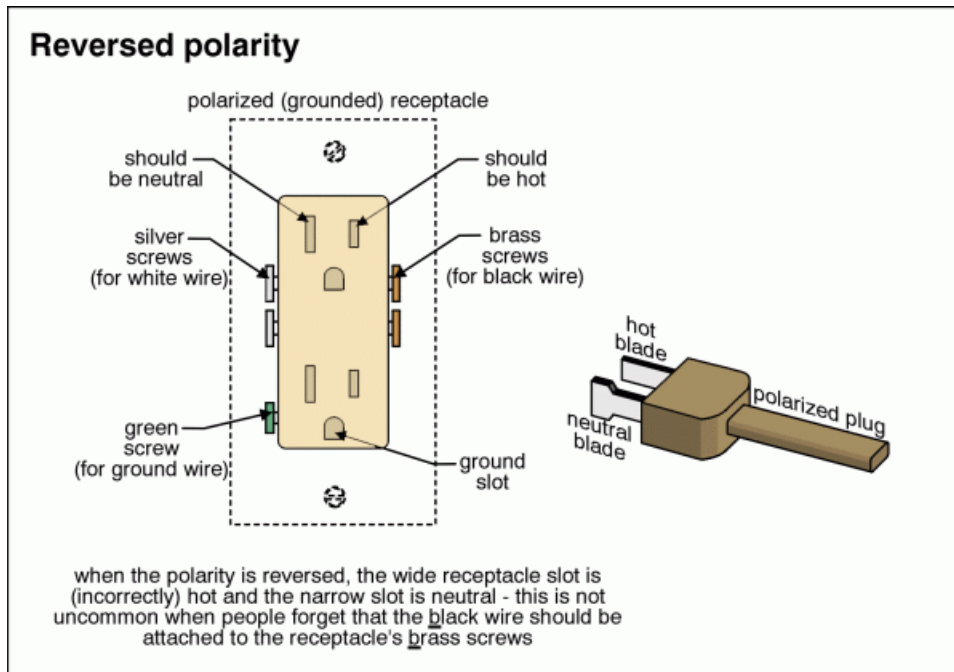 Reversed polarity
polarized (grounded) receptacle
should
be neutral
should
be hot
silver
screws
(for white wire)
brass
screws
(for black wire)
hot
blade
neutral
blade
polarized plug
green
screw
(for ground wire)
ground
slot
when the polarity is reversed, the wide receptacle slot is
(incorrectly) hot and the narrow slot is neutral - this is not
uncommon when people forget that the black wire should be
attached to the receptacle's brass screws